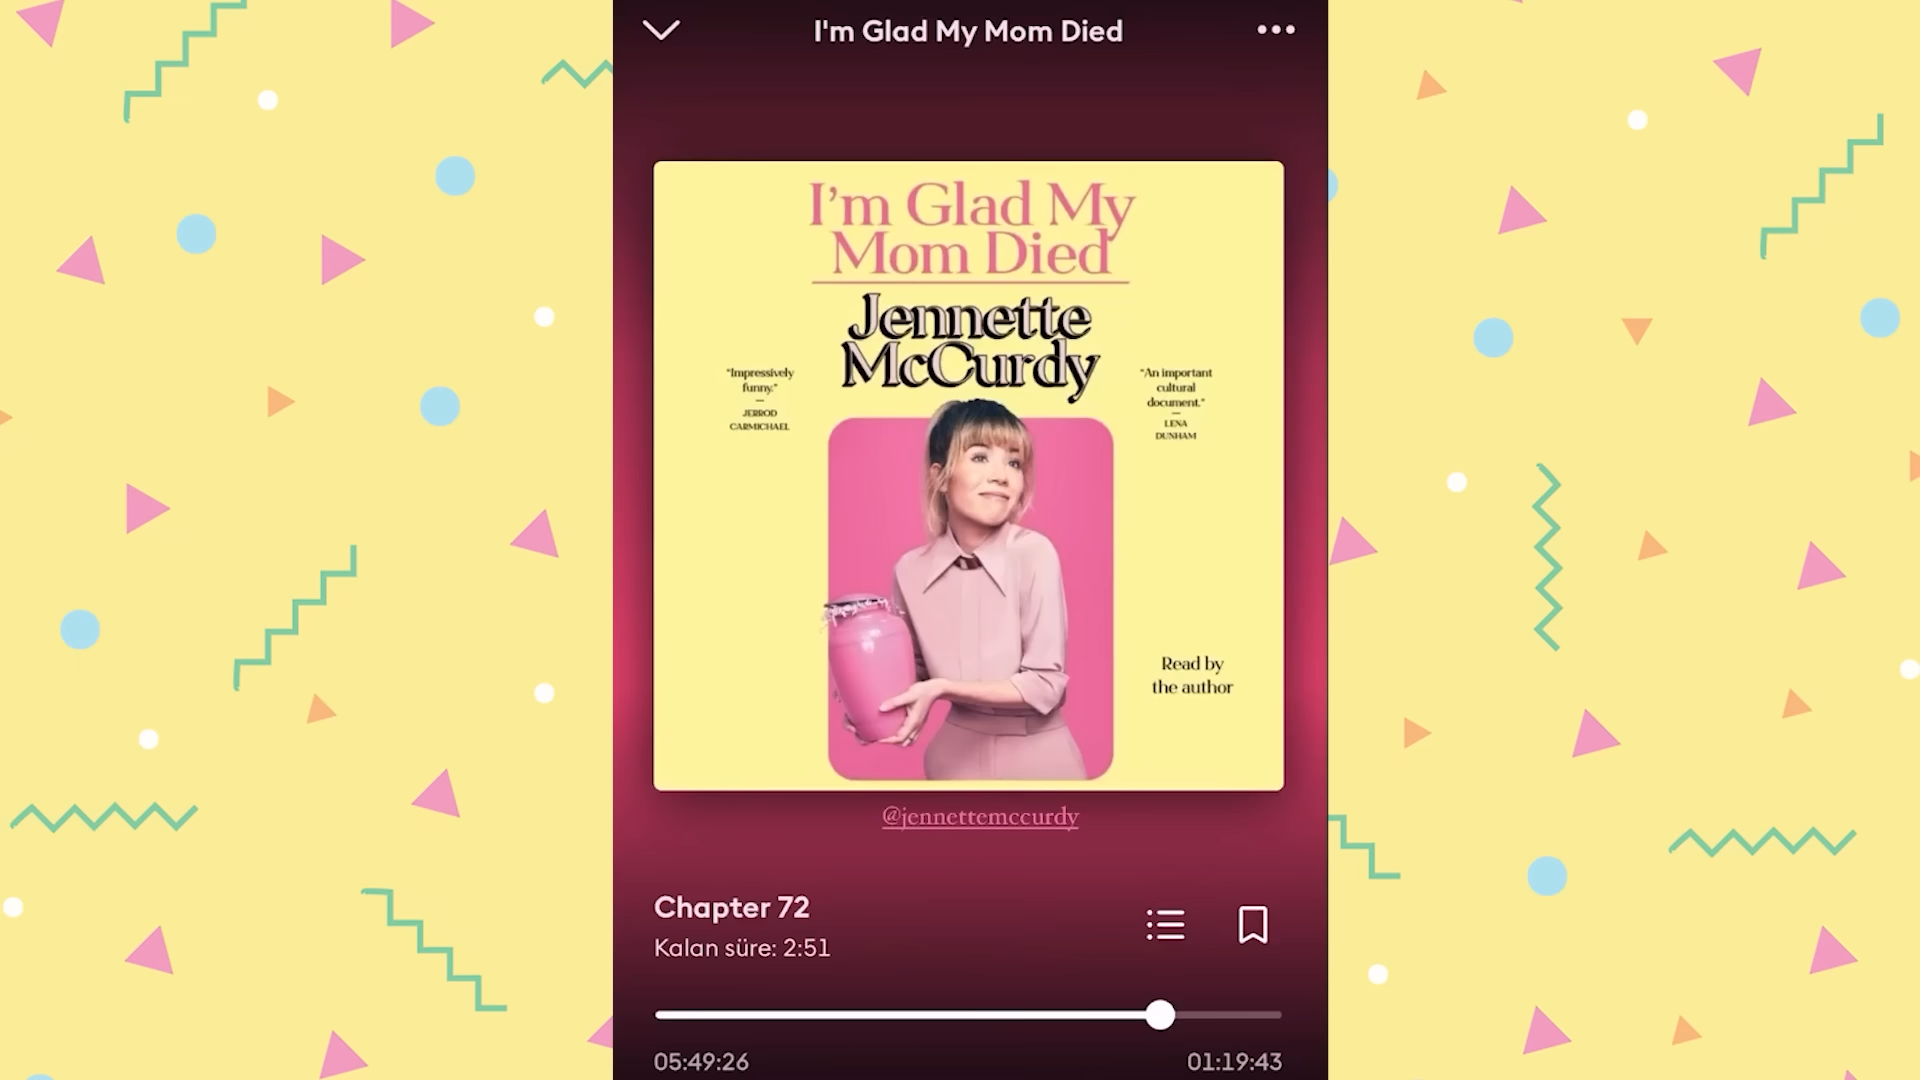 I'm Glad My Mom Died
I'm Glad My
Mom Died
Jennette
McCurdy
"Impressively
funny."
—
JERROD
CARMICHAEL
"An important
cultural
document."
—
LENA
DUNHAM
Read by
the author
@jennettemccurdy
Chapter 72
Kalan süre: 2:51
05:49:26
01:19:43